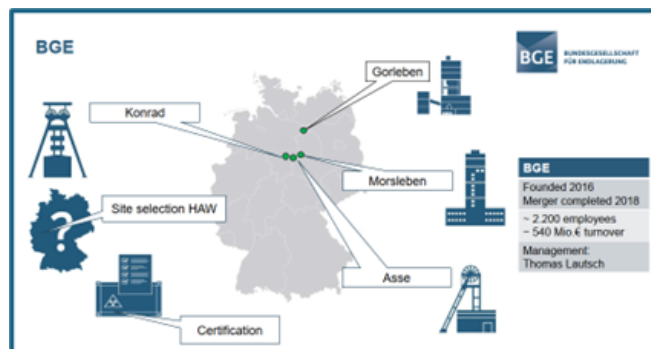 BGE
BGE
BUNDESGESELLSCHAFT
FÜR ENDLAGERUNG
Gorleben
Konrad
Morsleben
Site selection HAW
?
Asse
Certification
BGE
Founded 2016
Merger completed 2018
~ 2.200 employees
~ 540 Mio.€ turnover
Management:
Thomas Lautsch